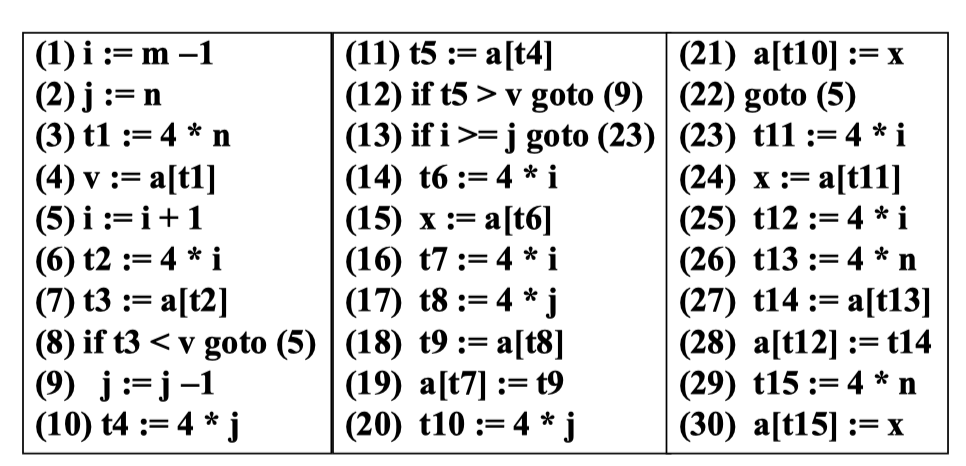 (1) i := m –1
(2) j := n
(3) t1 := 4 * n
(4) v := a[t1]
(5) i := i + 1
(6) t2 := 4 * i
(7) t3 := a[t2]
(8) if t3 < v goto (5)
(9) j := j –1
(10) t4 := 4 * j
(11) t5 := a[t4]
(12) if t5 > v goto (9)
(13) if i >= j goto (23)
(14) t6 := 4 * i
(15) x := a[t6]
(16) t7 := 4 * i
(17) t8 := 4 * j
(18) t9 := a[t8]
(19) a[t7] := t9
(20) t10 := 4 * j
(21) a[t10] := x
(22) goto (5)
(23) t11 := 4 * i
(24) x := a[t11]
(25) t12 := 4 * i
(26) t13 := 4 * n
(27) t14 := a[t13]
(28) a[t12] := t14
(29) t15 := 4 * n
(30) a[t15] := x